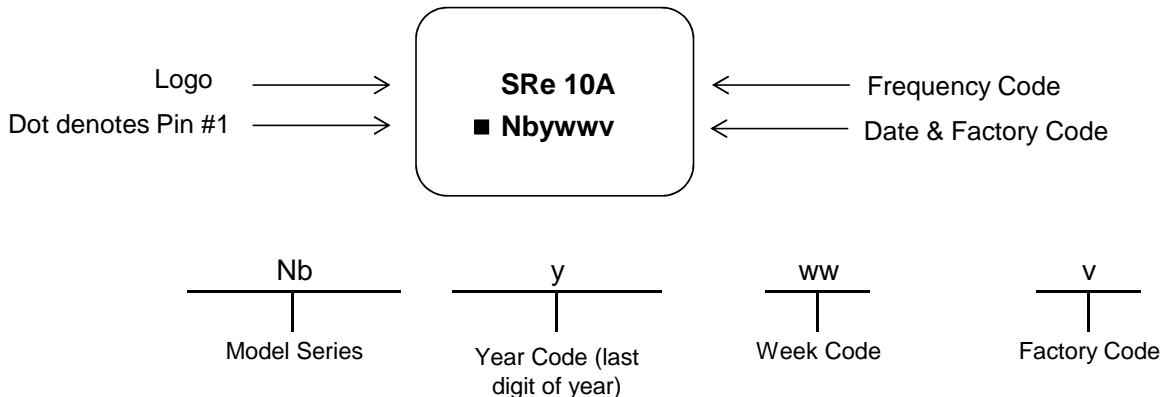 Logo SRe 10A Frequency Code
Dot denotes Pin #1 ■ Nbywwv Date & Factory Code
Nb y ww v
Model Series Year Code (last Week Code Factory Code
digit of year)